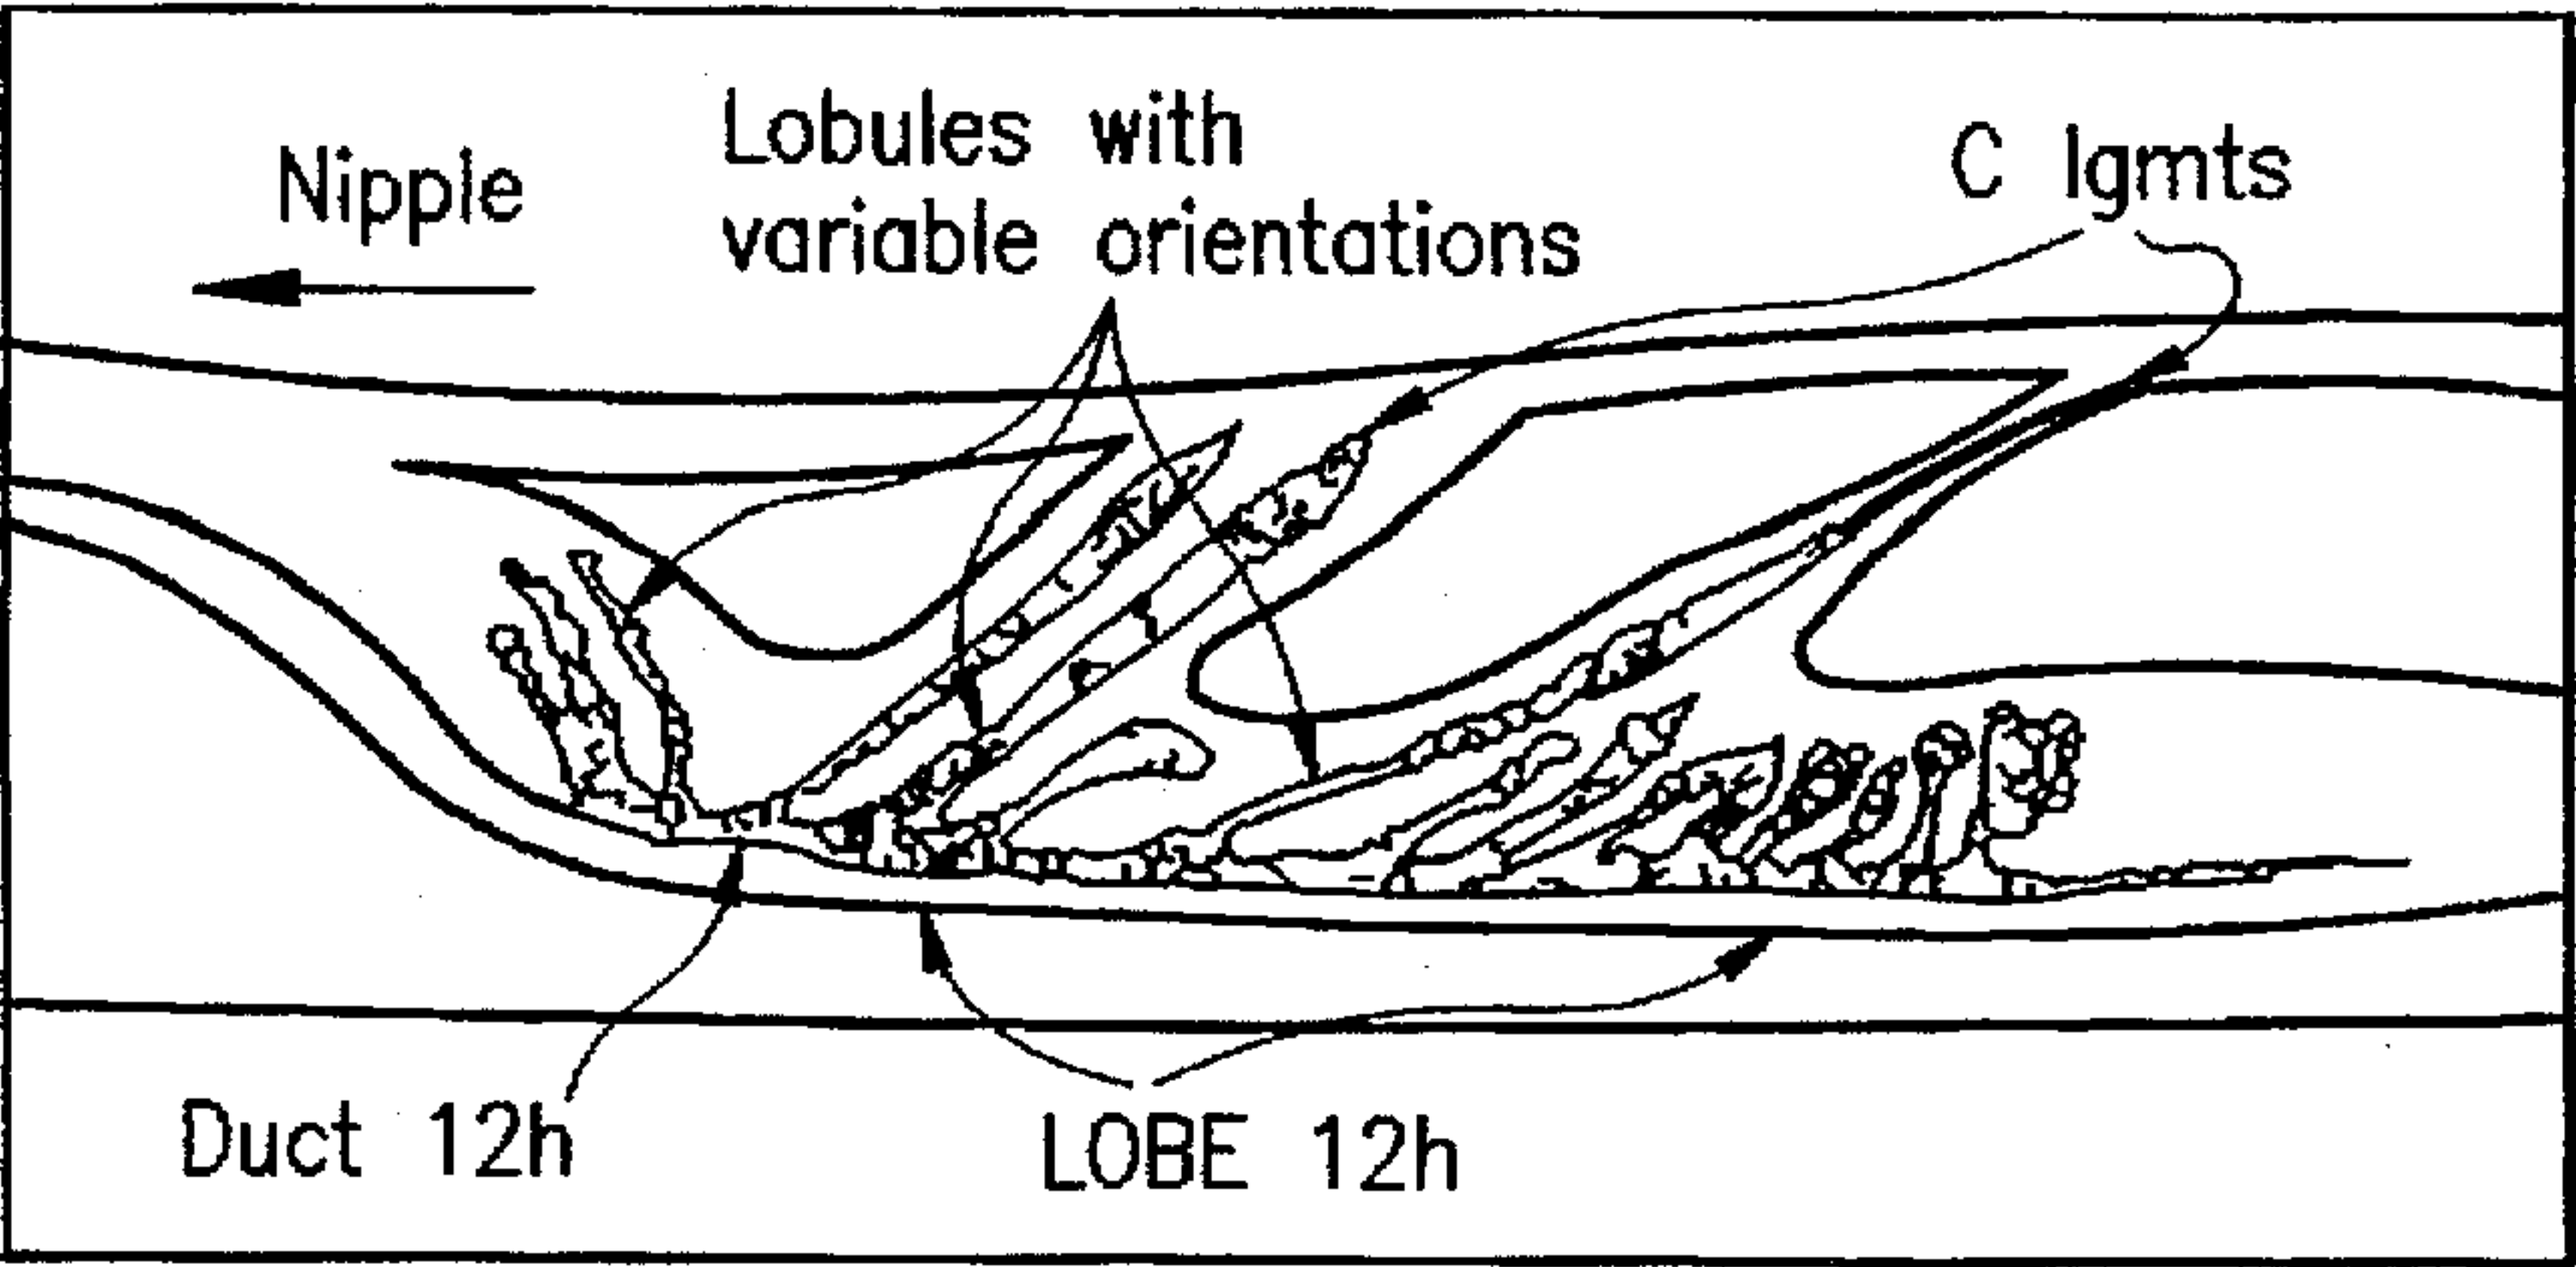 Nipple
Lobules with
variable orientations
C lgmts
Duct 12h
LOBE 12h